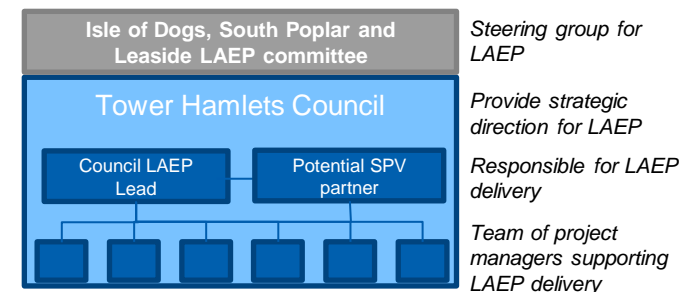 Isle of Dogs, South Poplar and
Leaside LAEP committee
Steering group for
LAEP
Tower Hamlets Council
Provide strategic
direction for LAEP
Council LAEP
Lead
Potential SPV
partner
Responsible for LAEP
delivery
Team of project
managers supporting
LAEP delivery